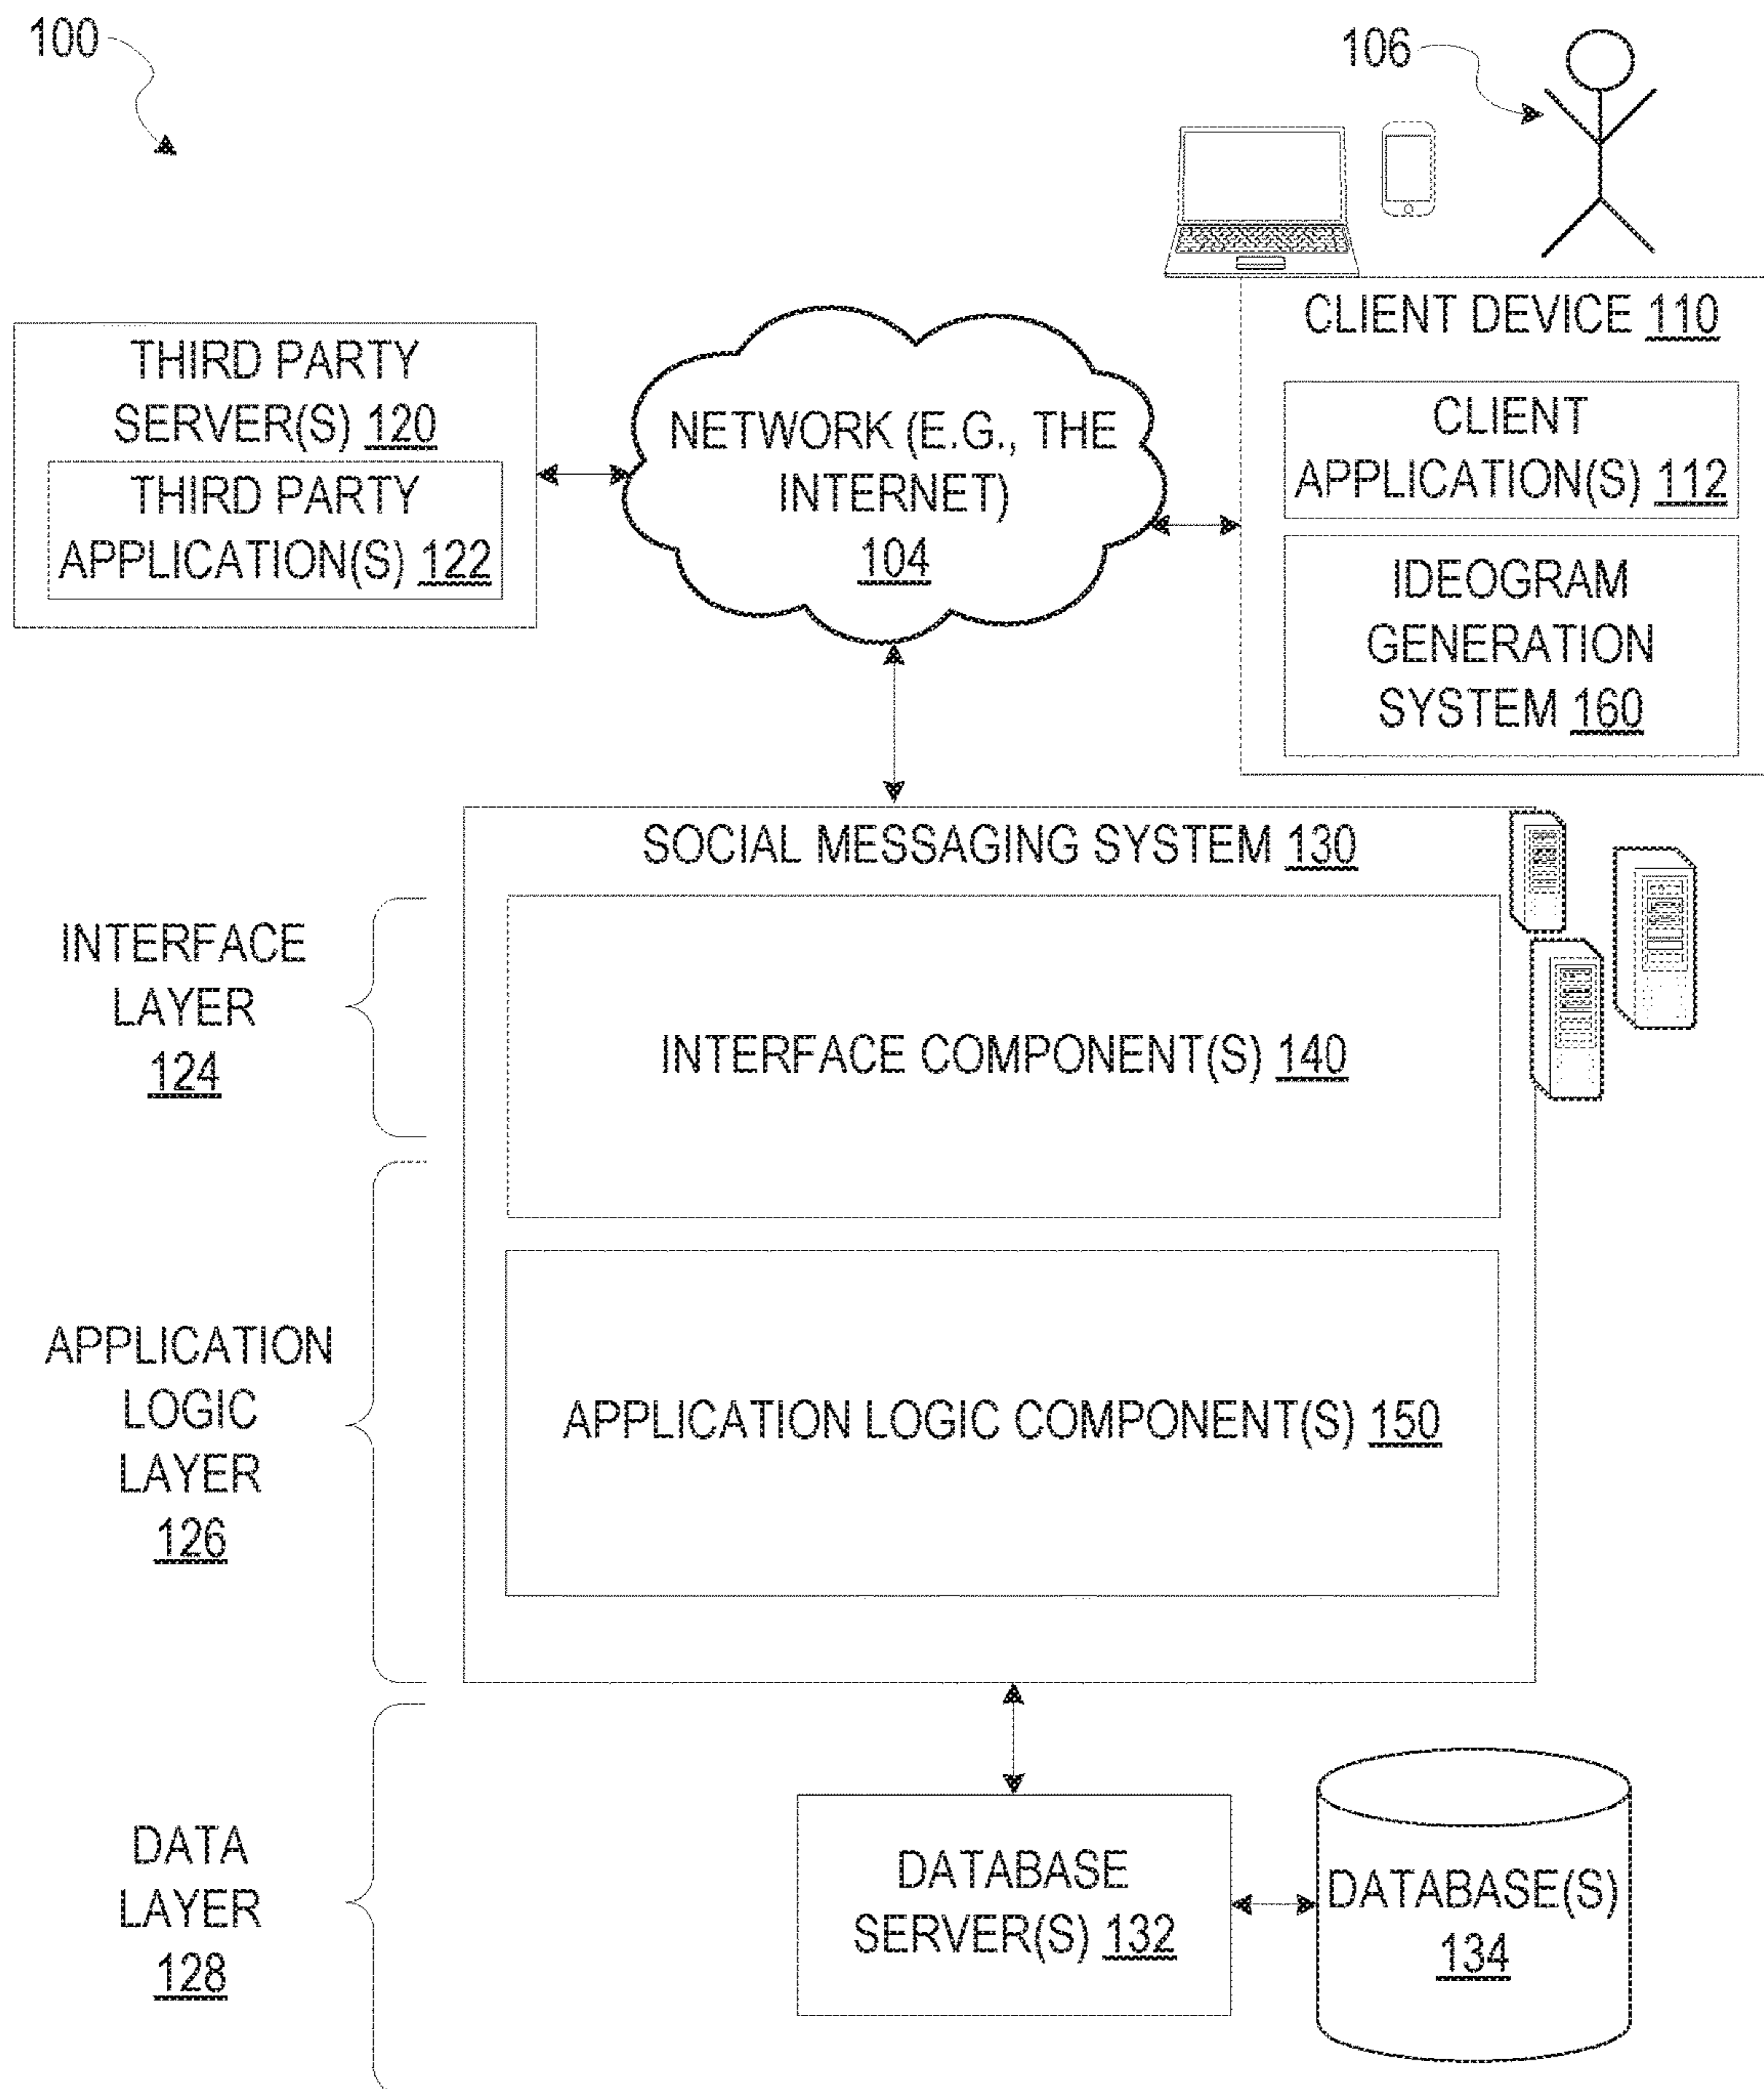 100
106
CLIENT DEVICE 110
THIRD PARTY
SERVER(S) 120
THIRD PARTY
APPLICATION(S) 122
NETWORK (E.G., THE
INTERNET)
104
CLIENT
APPLICATION(S) 112
IDEOGRAM
GENERATION
SYSTEM 160
SOCIAL MESSAGING SYSTEM 130
INTERFACE
LAYER
124
INTERFACE COMPONENT(S) 140
APPLICATION
LOGIC
LAYER
126
APPLICATION LOGIC COMPONENT(S) 150
DATA
LAYER
128
DATABASE
SERVER(S) 132
DATABASE(S)
134